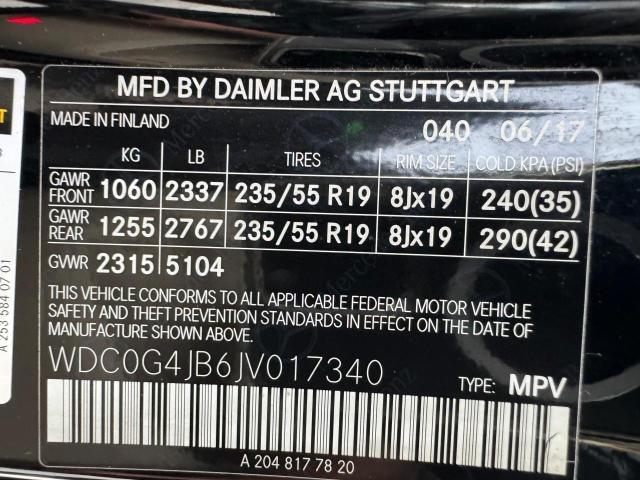 MFD BY DAIMLER AG STUTTGART
MADE IN FINLAND 040 06/17
KG LB TIRES RIM SIZE COLD KPA (PSI)
GAWR FRONT 1060 2337 235/55 R19 8Jx19 240(35)
GAWR REAR 1255 2767 235/55 R19 8Jx19 290(42)
GVWR 2315 5104
THIS VEHICLE CONFORMS TO ALL APPLICABLE FEDERAL MOTOR VEHICLE
SAFETY AND THEFT PREVENTION STANDARDS IN EFFECT ON THE DATE OF
MANUFACTURE SHOWN ABOVE.
WDC0G4JB6JV017340
TYPE: MPV
A 204 817 78 20
A 253 584 07 01